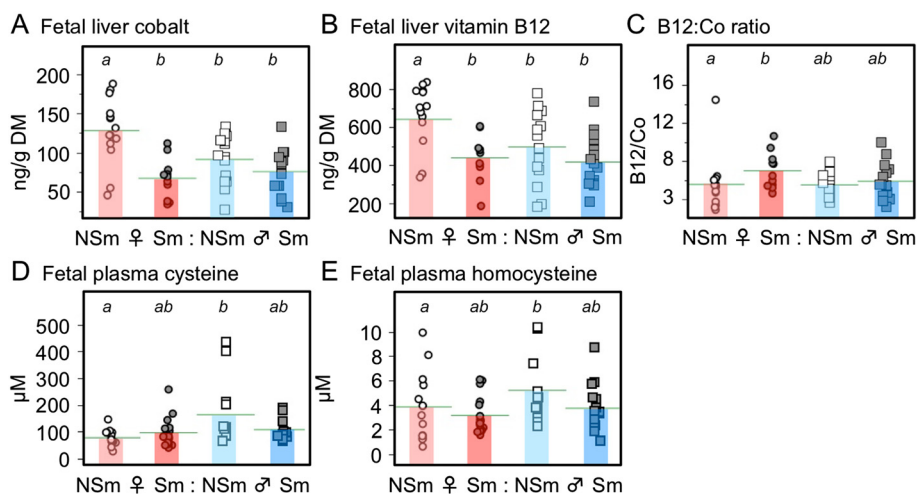 A Fetal liver cobalt
a b b b
ng/g DM
200
150
100
50
NSm ♀ Sm : NSm ♂ Sm
B Fetal liver vitamin B12
a b b b
ng/g DM
800
600
400
200
NSm ♀ Sm : NSm ♂ Sm
C B12:Co ratio
a b ab ab
B12/Co
16
8
3
NSm ♀ Sm : NSm ♂ Sm
D Fetal plasma cysteine
a ab b ab
µM
500
400
300
200
100
0
NSm ♀ Sm : NSm ♂ Sm
E Fetal plasma homocysteine
a ab b ab
µM
10
8
6
4
2
0
NSm ♀ Sm : NSm ♂ Sm